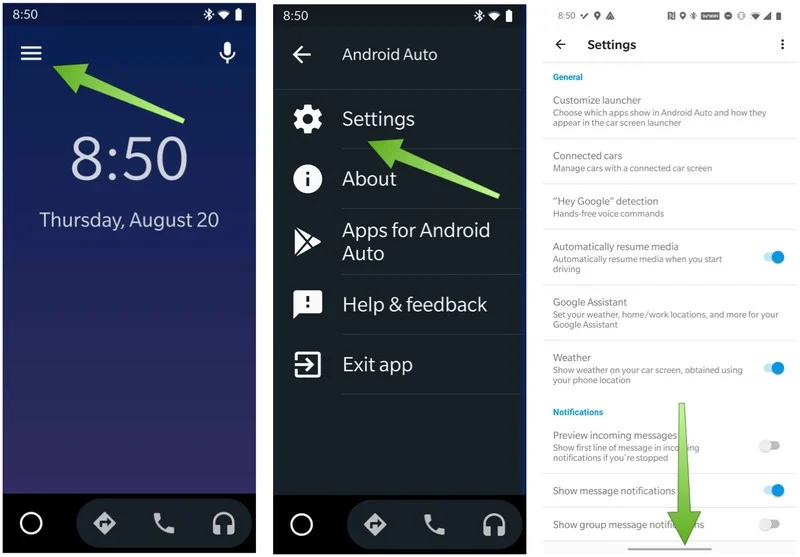 8:50
8:50
Thursday, August 20
8:50
Android Auto
Settings
About
Apps for Android
Auto
Help & feedback
Exit app
8:50
Settings
General
Customize launcher
Choose which apps show in Android Auto and how they
appear in the car screen launcher
Connected cars
Manage cars with a connected car screen
“Hey Google” detection
Hands-free voice commands
Automatically resume media
Automatically resume media when you start
driving
Google Assistant
Set your weather, home/work locations, and more for your
Google Assistant
Weather
Show weather on your car screen, obtained using
your phone location
Notifications
Preview incoming messages
Show first line of message in incoming
notifications if you're stopped
Show message notifications
Show group message notifications